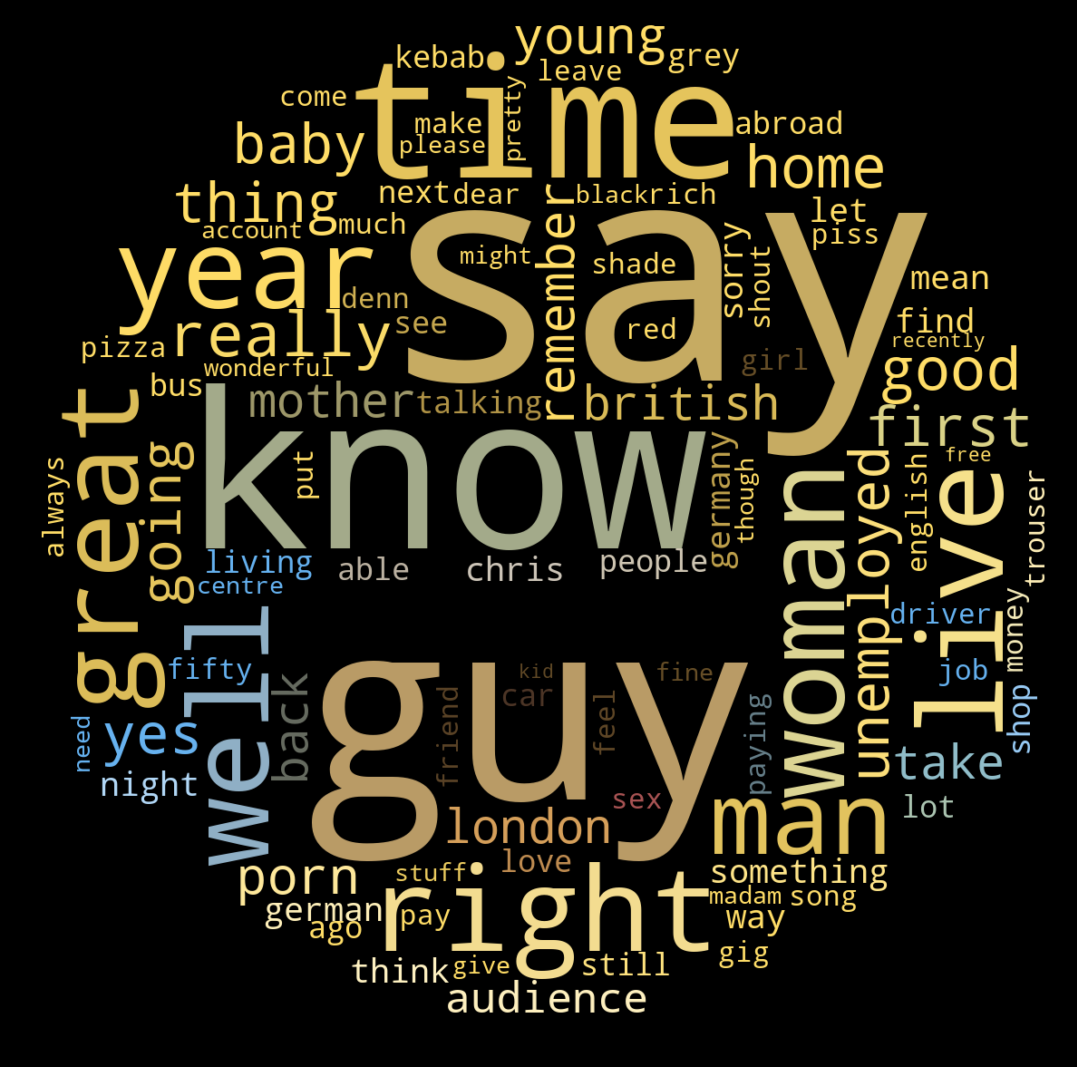 young
kebab
grey
leave
time
come
pretty
make
abroad
baby
please
home
next
dear
black
rich
thing
let
much
account
piss
say
remember
year
might
shade
sorry
shout
mean
denn
really
see
red
find
recently
pizza
wonderful
girl
good
bus
mother
talking
british
great
know
first
free
always
going
put
germany
though
woman
unemployed
english
live
trouser
living
able
chris
people
centre
well
driver
money
fifty
back
guy
kid
car
fine
job
need
yes
friend
feel
paying
shop
night
take
sex
lot
london
man
love
porn
stuff
right
something
german
pay
madam
song
ago
way
think
give
still
gig
audience